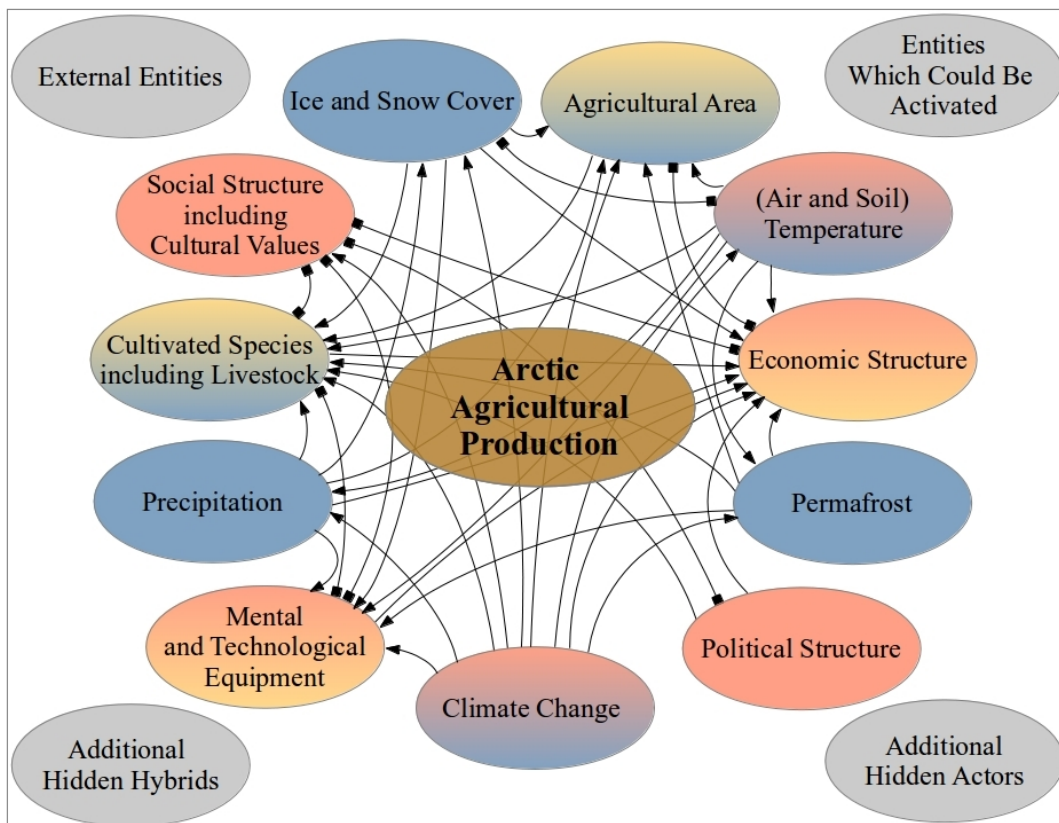 External Entities
Ice and Snow Cover
Agricultural Area
Entities
Which Could Be
Activated
Social Structure
including
Cultural Values
(Air and Soil)
Temperature
Cultivated Species
including Livestock
Arctic
Agricultural
Production
Economic Structure
Precipitation
Permafrost
Mental
and Technological
Equipment
Climate Change
Political Structure
Additional
Hidden Hybrids
Additional
Hidden Actors